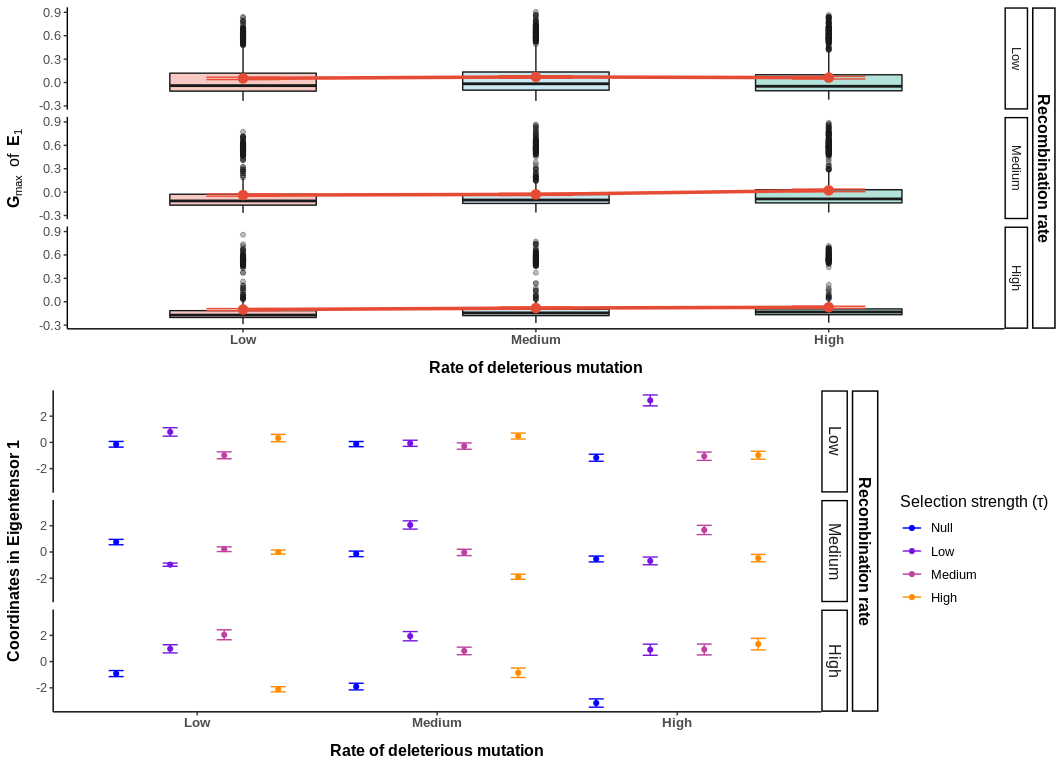 Gmax of E1
0.9
0.6
0.3
0.0
-0.3
Low
0.9
0.6
0.3
0.0
-0.3
Medium
0.9
0.6
0.3
0.0
-0.3
High
Recombination rate
Low Medium High
Rate of deleterious mutation
Coordinates in Eigentensor 1
2
0
-2
Low
2
0
-2
Medium
2
0
-2
High
Recombination rate
Low Medium High
Rate of deleterious mutation
Selection strength (τ)
Null
Low
Medium
High